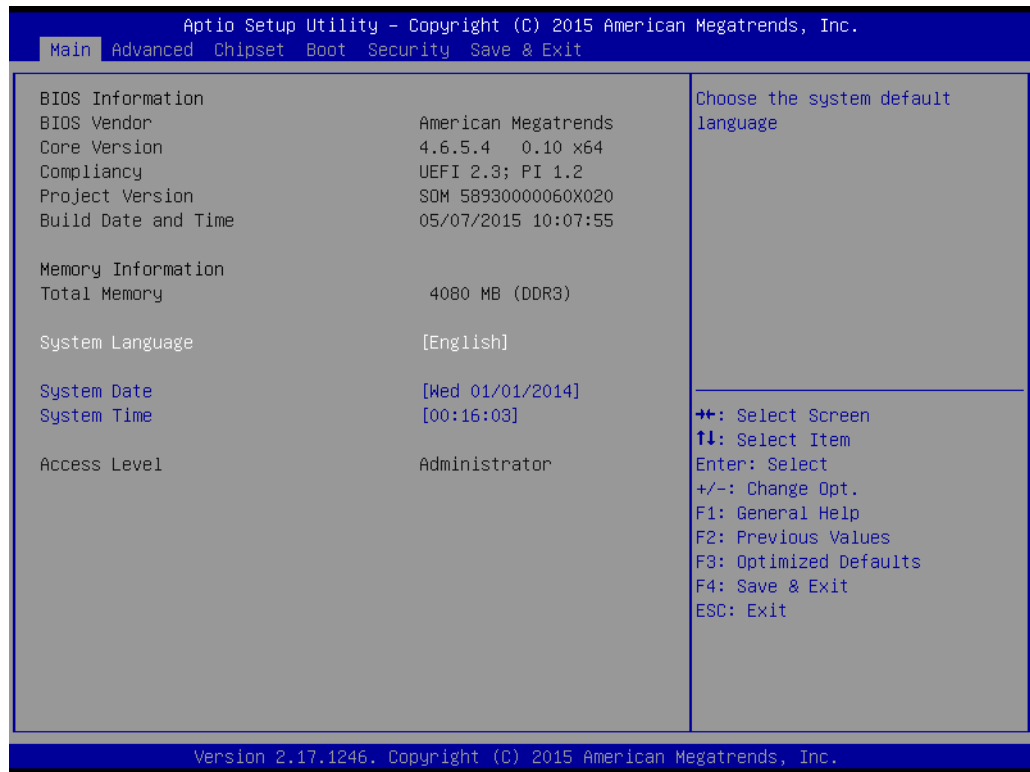 Aptio Setup Utility – Copyright (C) 2015 American Megatrends, Inc.
Main Advanced Chipset Boot Security Save & Exit
BIOS Information
BIOS Vendor American Megatrends
Core Version 4.6.5.4 0.10 x64
Compliancy UEFI 2.3; PI 1.2
Project Version SOM 58930000060X020
Build Date and Time 05/07/2015 10:07:55
Memory Information
Total Memory 4080 MB (DDR3)
System Language [English]
System Date [Wed 01/01/2014]
System Time [00:16:03]
Access Level Administrator
Choose the system default
language
→←: Select Screen
↑↓: Select Item
Enter: Select
+/-: Change Opt.
F1: General Help
F2: Previous Values
F3: Optimized Defaults
F4: Save & Exit
ESC: Exit
Version 2.17.1246. Copyright (C) 2015 American Megatrends, Inc.